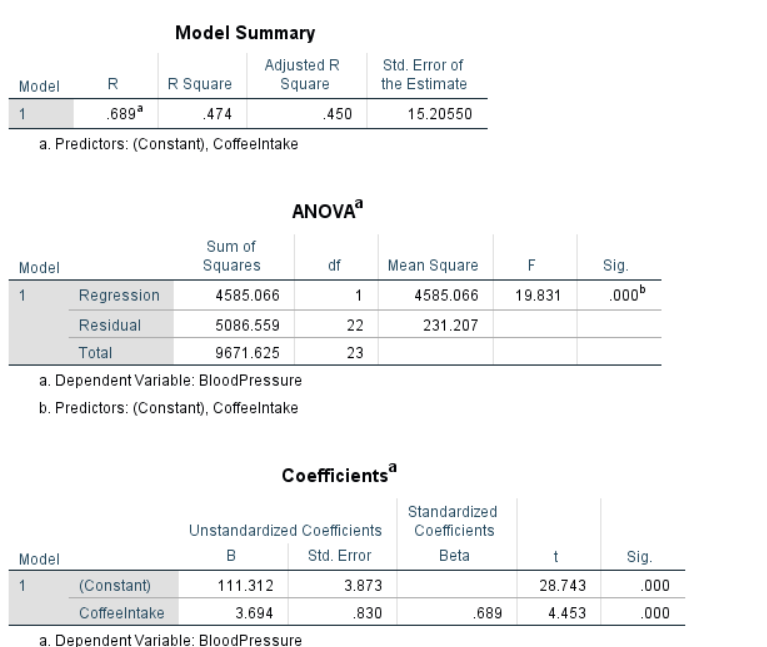 Model Summary
Model R R Square Adjusted R Square Std. Error of the Estimate
1 .689a .474 .450 15.20550
a. Predictors: (Constant), CoffeeIntake
ANOVAa
Model Sum of Squares df Mean Square F Sig.
1 Regression 4585.066 1 4585.066 19.831 .000b
Residual 5086.559 22 231.207
Total 9671.625 23
a. Dependent Variable: BloodPressure
b. Predictors: (Constant), CoffeeIntake
Coefficientsa
Unstandardized Coefficients Standardized Coefficients
Model B Std. Error Beta t Sig.
1 (Constant) 111.312 3.873 28.743 .000
CoffeeIntake 3.694 .830 .689 4.453 .000
a. Dependent Variable: BloodPressure